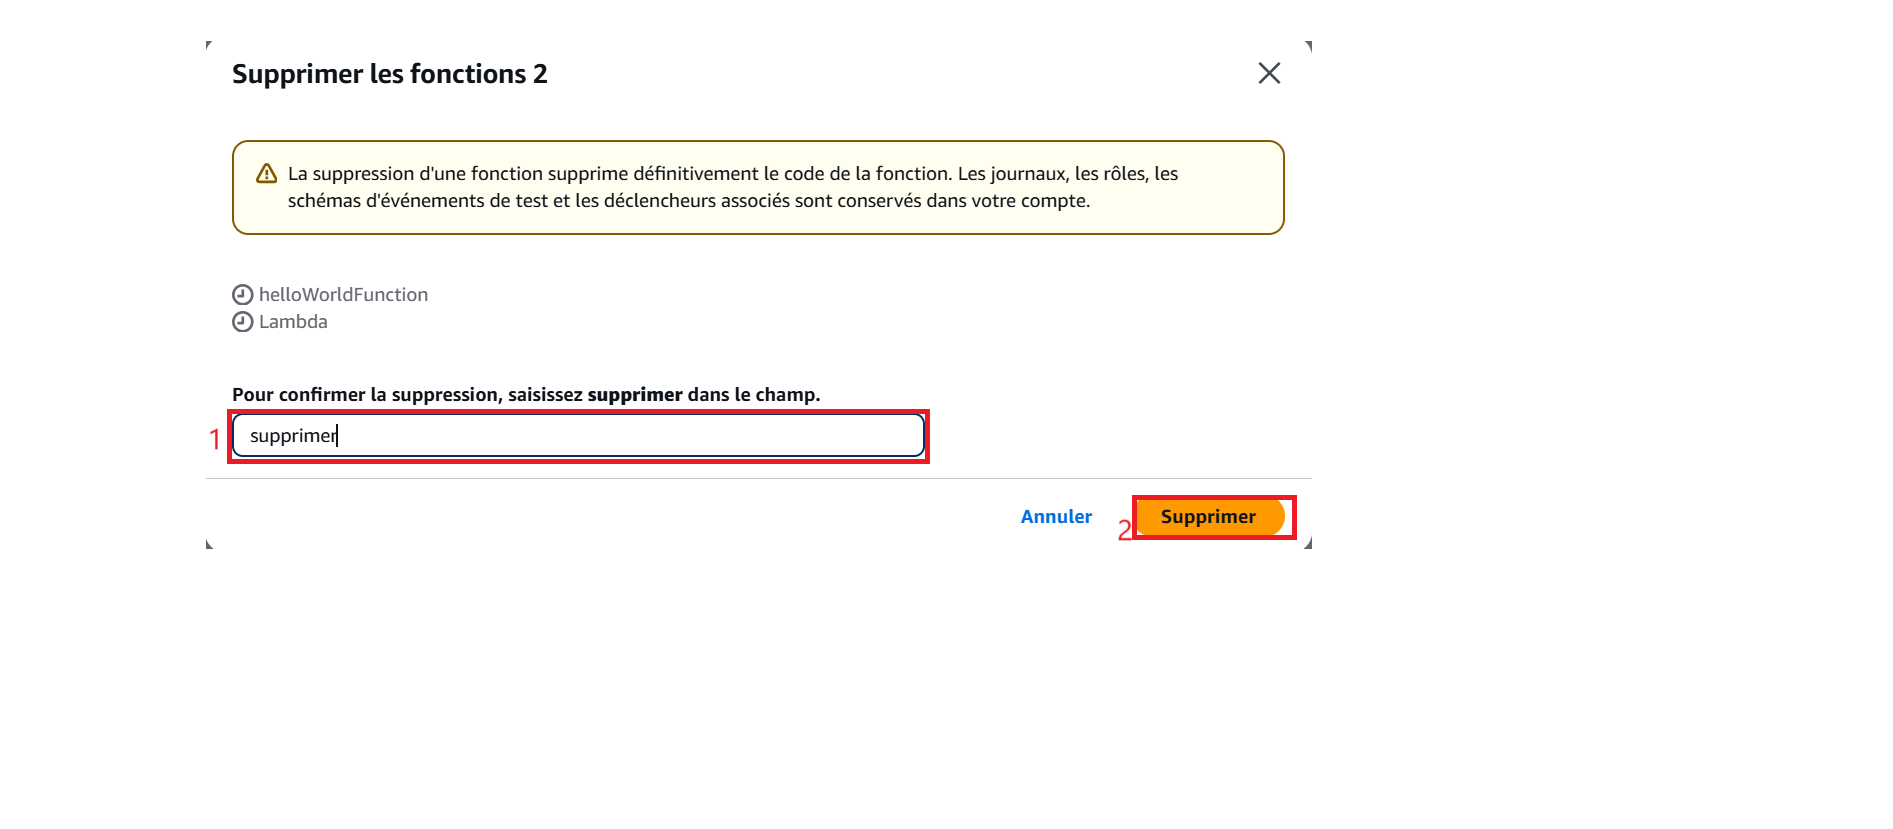 Supprimer les fonctions 2
La suppression d'une fonction supprime définitivement le code de la fonction. Les journaux, les rôles, les
schémas d'événements de test et les déclencheurs associés sont conservés dans votre compte.
helloWorldFunction
Lambda
Pour confirmer la suppression, saisissez supprimer dans le champ.
1 supprimer
Annuler
2 Supprimer